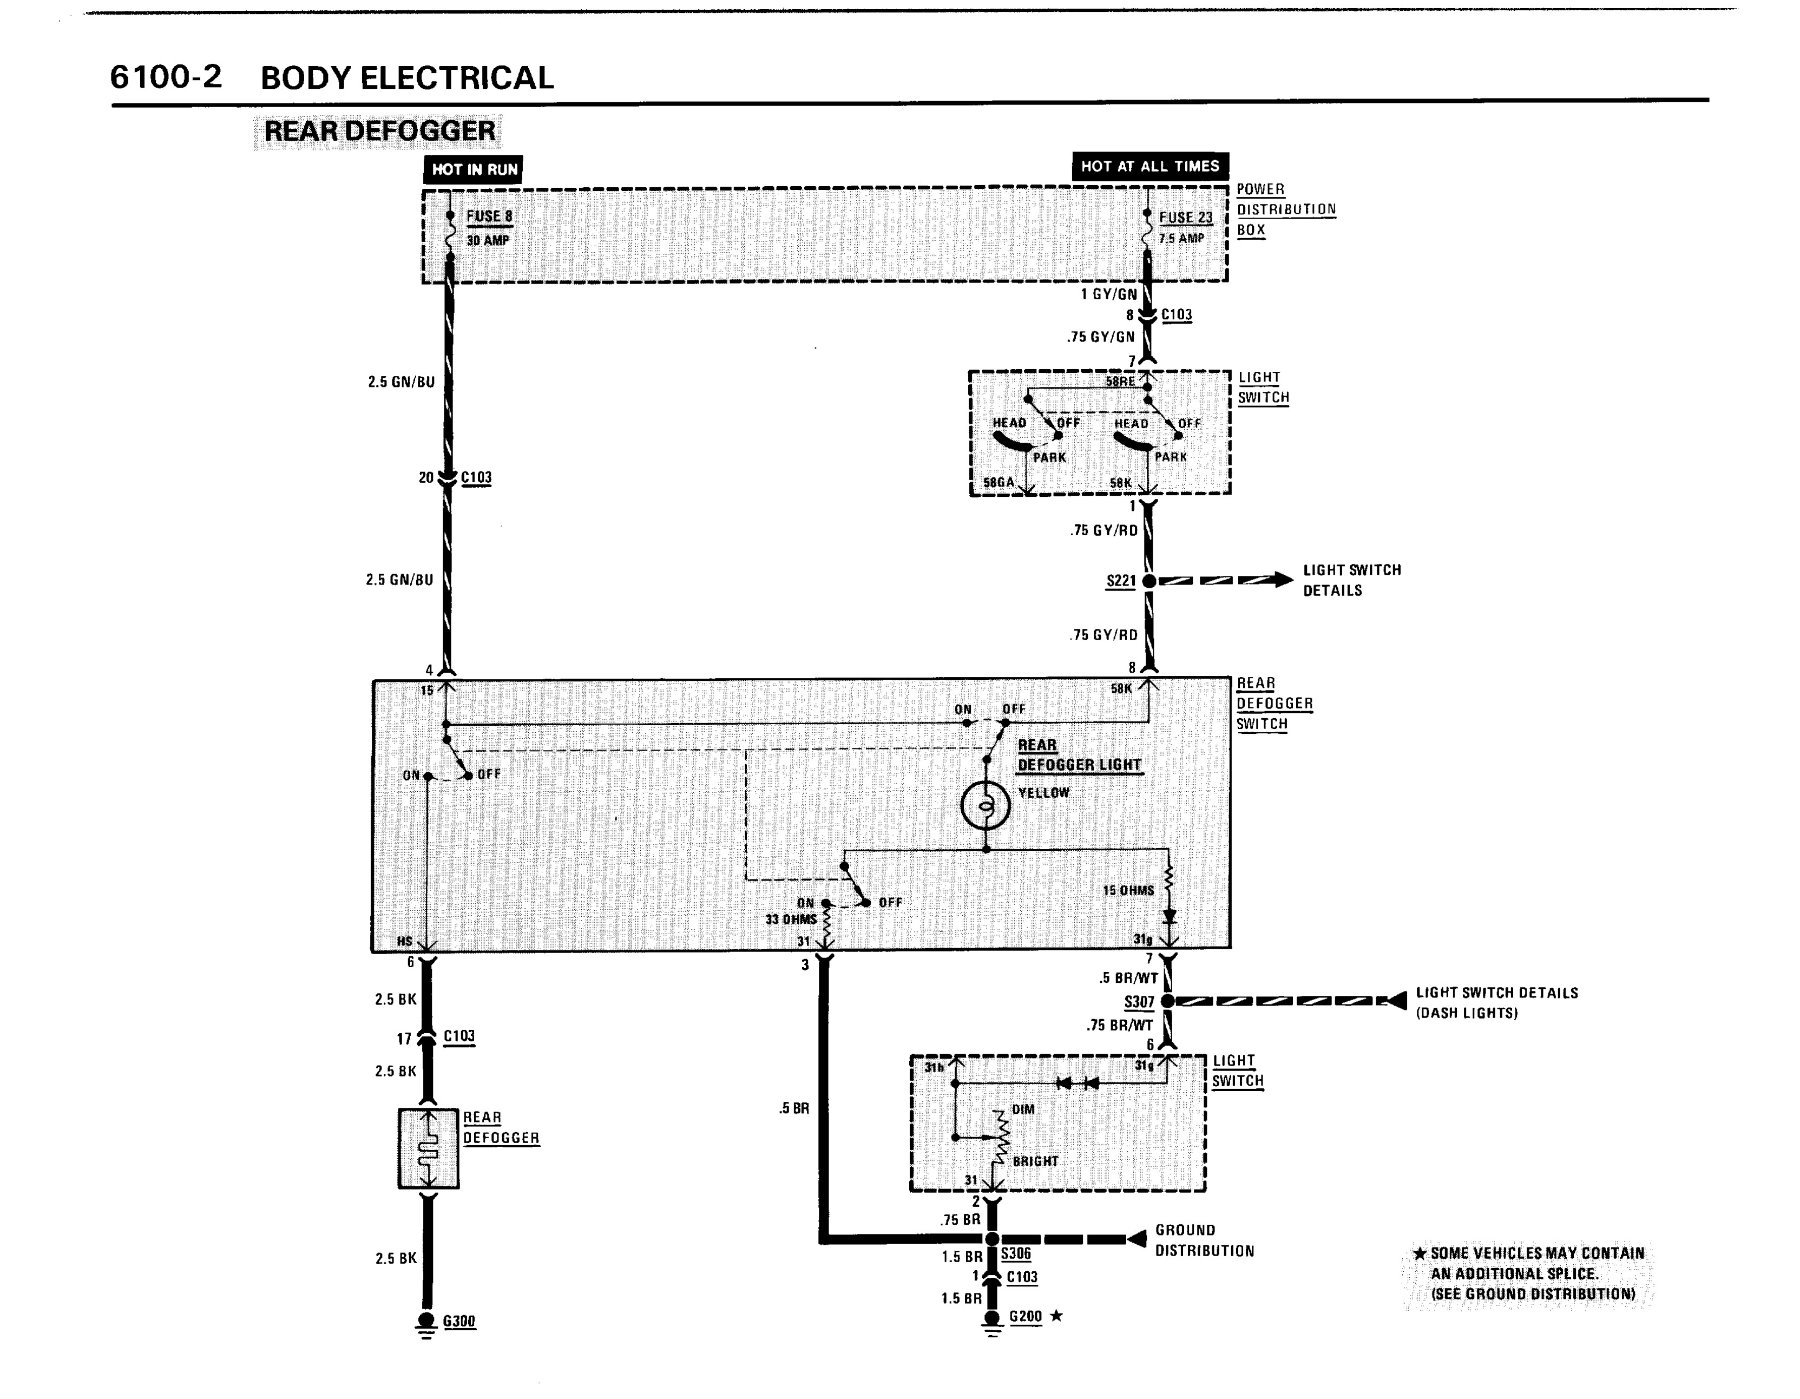 6100-2 BODY ELECTRICAL
REAR DEFOGGER
HOT IN RUN
HOT AT ALL TIMES
FUSE 8
30 AMP
FUSE 23
7.5 AMP
POWER
DISTRIBUTION
BOX
1 GY/GN
8 C103
.75 GY/GN
7
2.5 GN/BU
58RE
LIGHT
SWITCH
HEAD OFF
PARK
HEAD OFF
PARK
20 C103
58GA
58K
1
.75 GY/RD
2.5 GN/BU
S221
LIGHT SWITCH
DETAILS
.75 GY/RD
4
8
15
58K
REAR
DEFOGGER
SWITCH
ON OFF
REAR
DEFOGGER LIGHT
YELLOW
ON OFF
15 OHMS
ON OFF
33 OHMS
HS
31
31g
6
3
7
.5 BR/WT
2.5 BK
S307
LIGHT SWITCH DETAILS
(DASH LIGHTS)
.75 BR/WT
17 C103
6
2.5 BK
31b
31g
LIGHT
SWITCH
.5 BR
DIM
BRIGHT
REAR
DEFOGGER
31
2
.75 BR
GROUND
DISTRIBUTION
S306
1.5 BR
1 C103
2.5 BK
1.5 BR
G300
G200 ★
★ SOME VEHICLES MAY CONTAIN
AN ADDITIONAL SPLICE.
(SEE GROUND DISTRIBUTION)